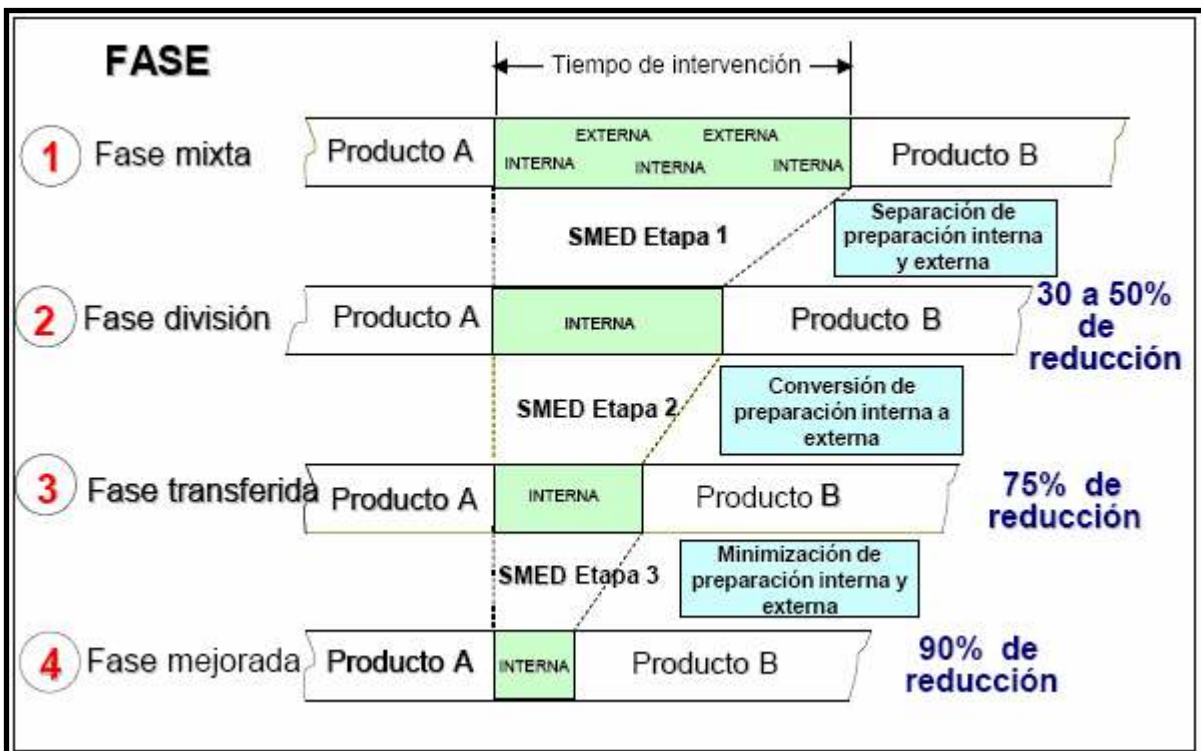 FASE
Tiempo de intervención
1 Fase mixta
Producto A
EXTERNA EXTERNA
INTERNA INTERNA INTERNA
Producto B
SMED Etapa 1
Separación de
preparación interna
y externa
2 Fase división
Producto A
INTERNA
Producto B
30 a 50%
de
reducción
SMED Etapa 2
Conversión de
preparación interna a
externa
3 Fase transferida
Producto A
INTERNA
Producto B
75% de
reducción
SMED Etapa 3
Minimización de
preparación interna y
externa
4 Fase mejorada
Producto A
INTERNA
Producto B
90% de
reducción